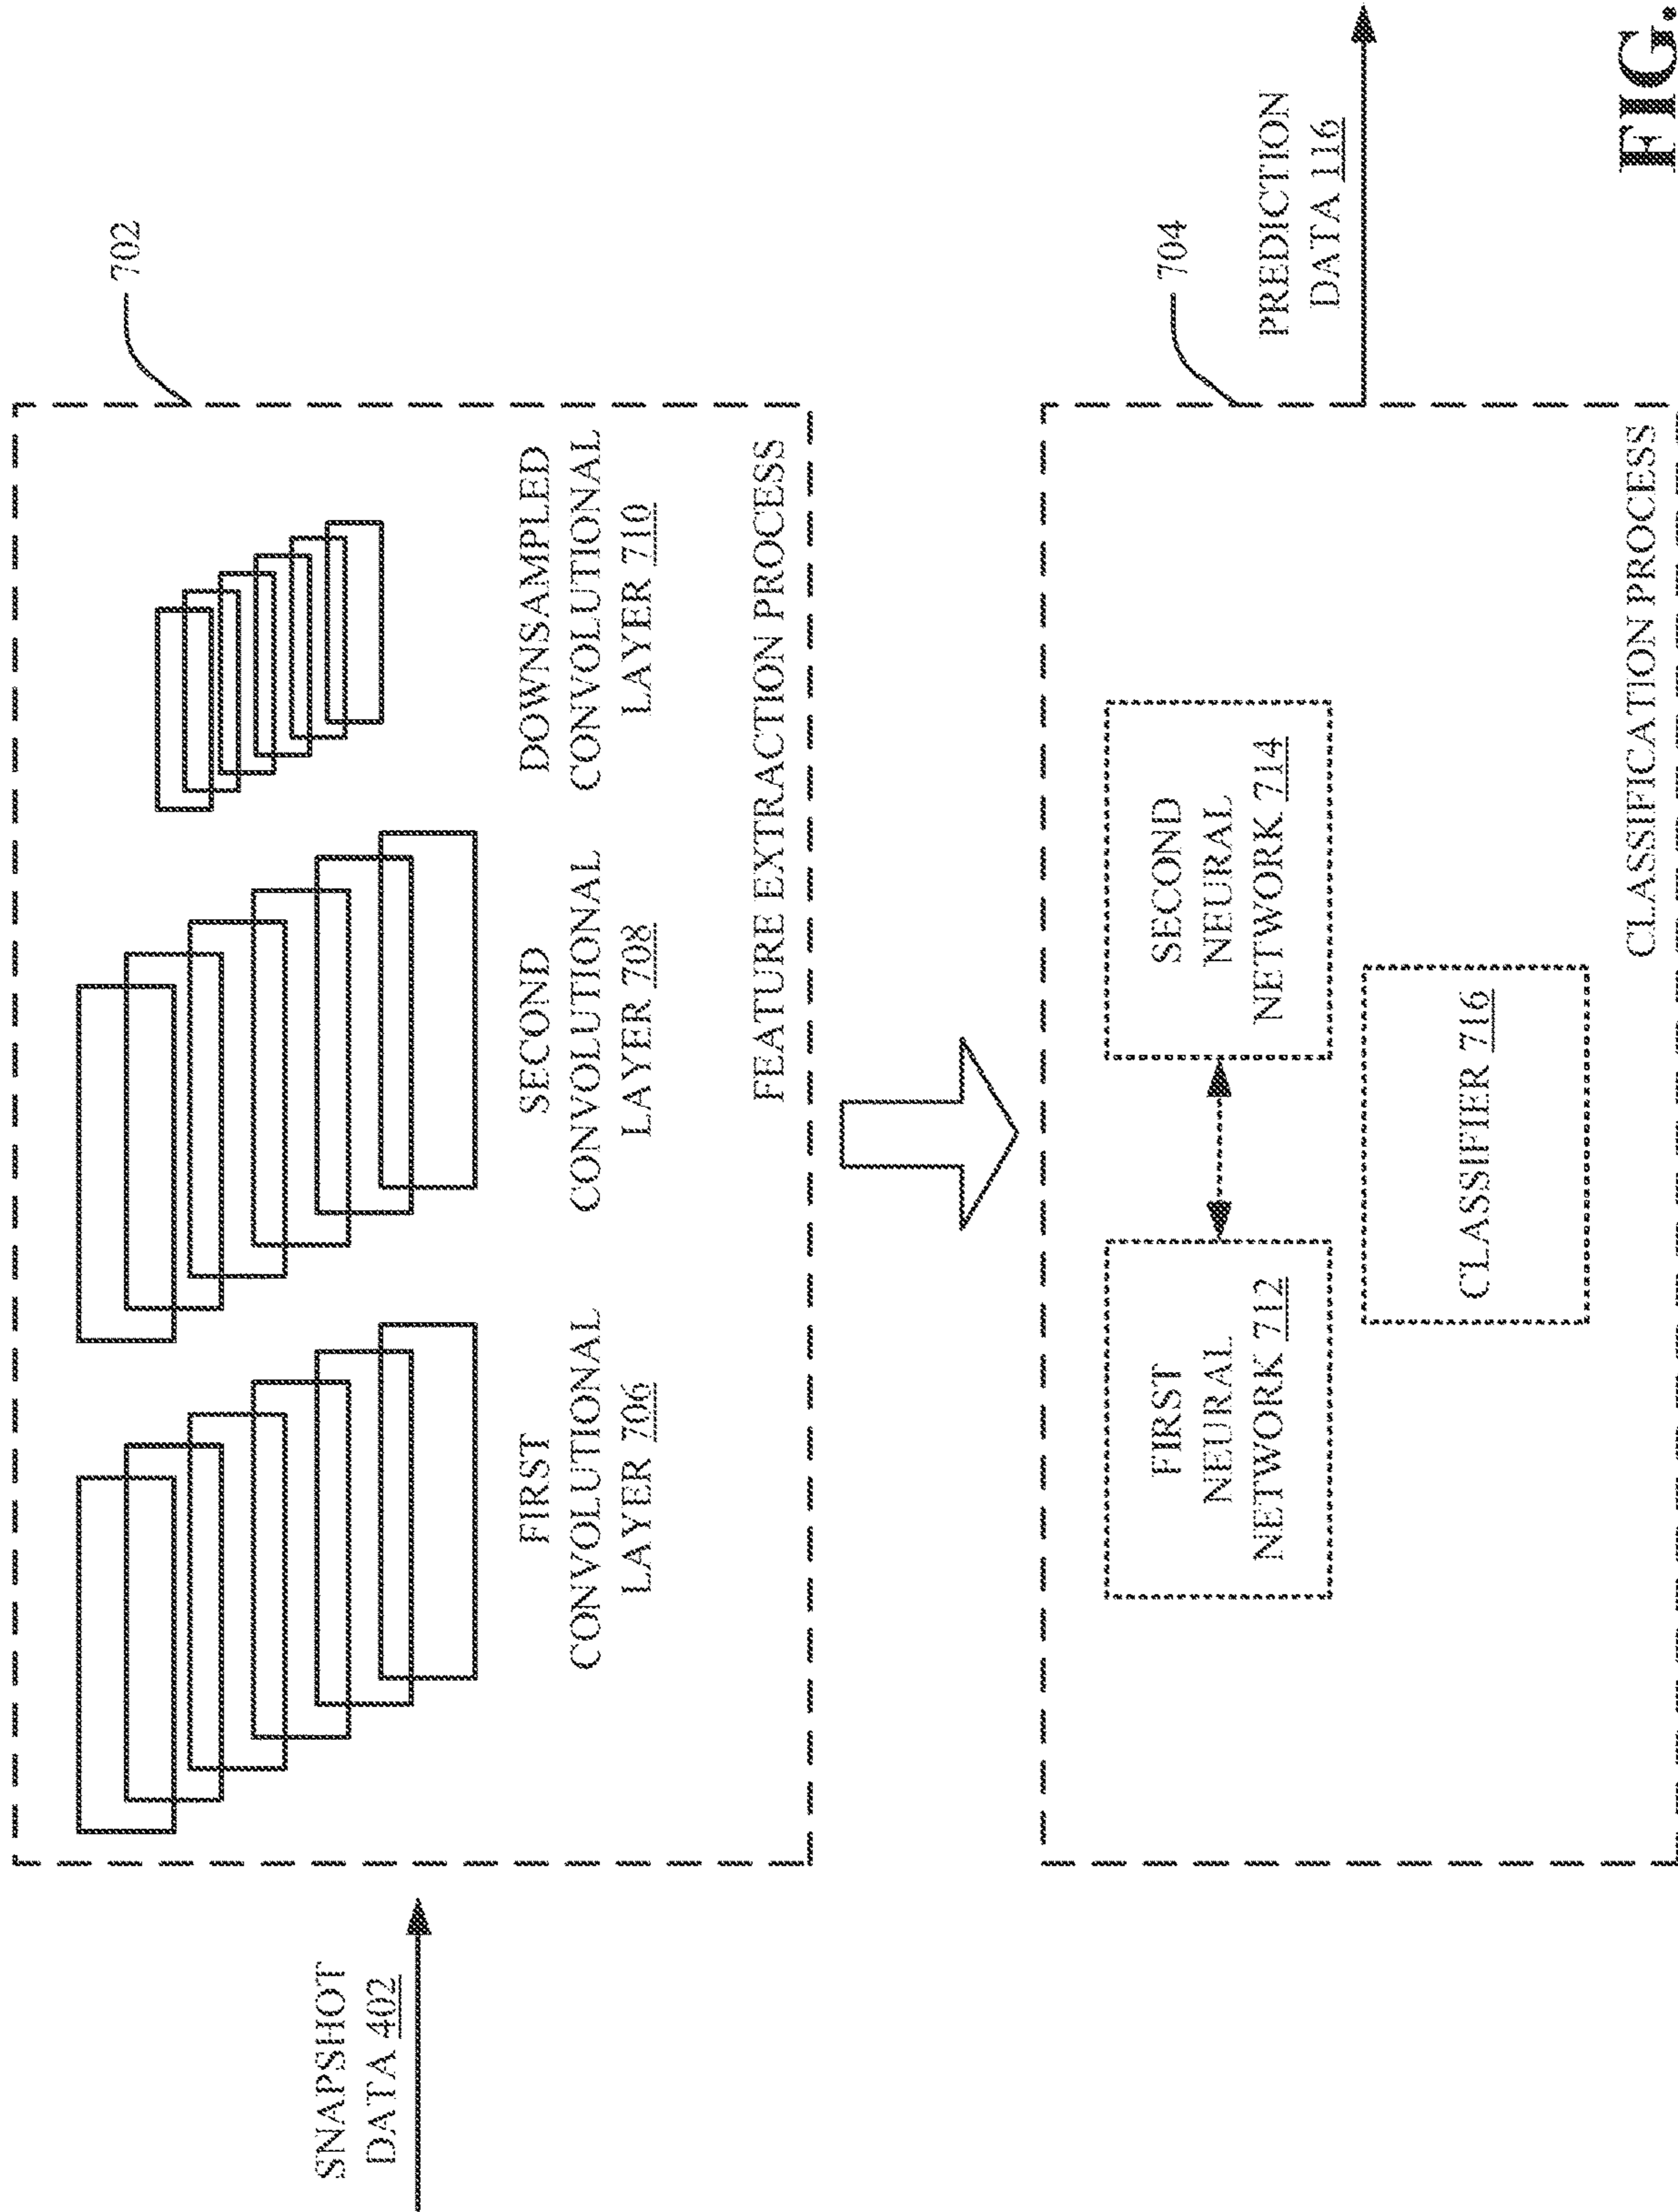 702
SNAPSHOT
DATA 402
FIRST
CONVOLUTIONAL
LAYER 706
SECOND
CONVOLUTIONAL
LAYER 708
DOWNSAMPLED
CONVOLUTIONAL
LAYER 710
FEATURE EXTRACTION PROCESS
704
FIRST
NEURAL
NETWORK 712
SECOND
NEURAL
NETWORK 714
CLASSIFIER 716
PREDICTION
DATA 116
CLASSIFICATION PROCESS
FIG.